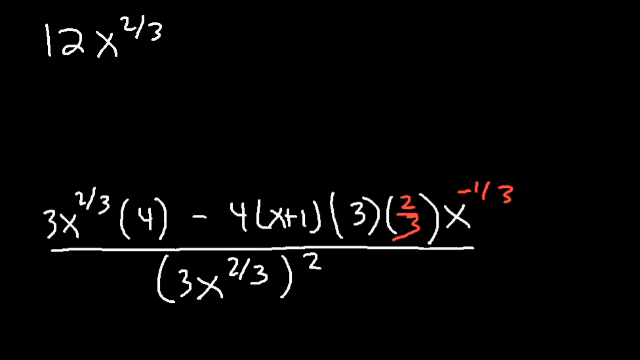 12x^{2/3}
3x^{2/3}(4) - 4(x+1)(3)(2/3)x^{-1/3}
(3x^{2/3})^2